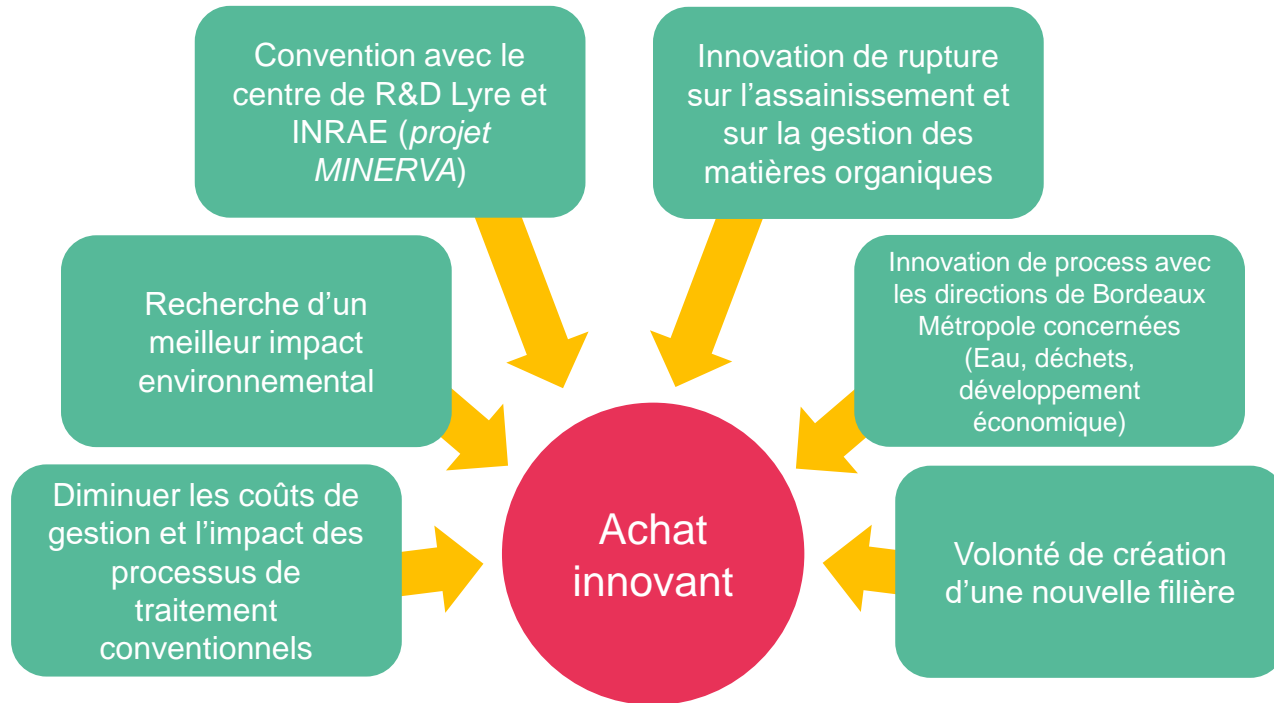 Convention avec le
centre de R&D Lyre et
INRAE (projet
MINERVA)
Innovation de rupture
sur l’assainissement et
sur la gestion des
matières organiques
Recherche d’un
meilleur impact
environnemental
Innovation de process avec
les directions de Bordeaux
Métropole concernées
(Eau, déchets,
développement
économique)
Diminuer les coûts de
gestion et l’impact des
processus de
traitement
conventionnels
Achat
innovant
Volonté de création
d’une nouvelle filière